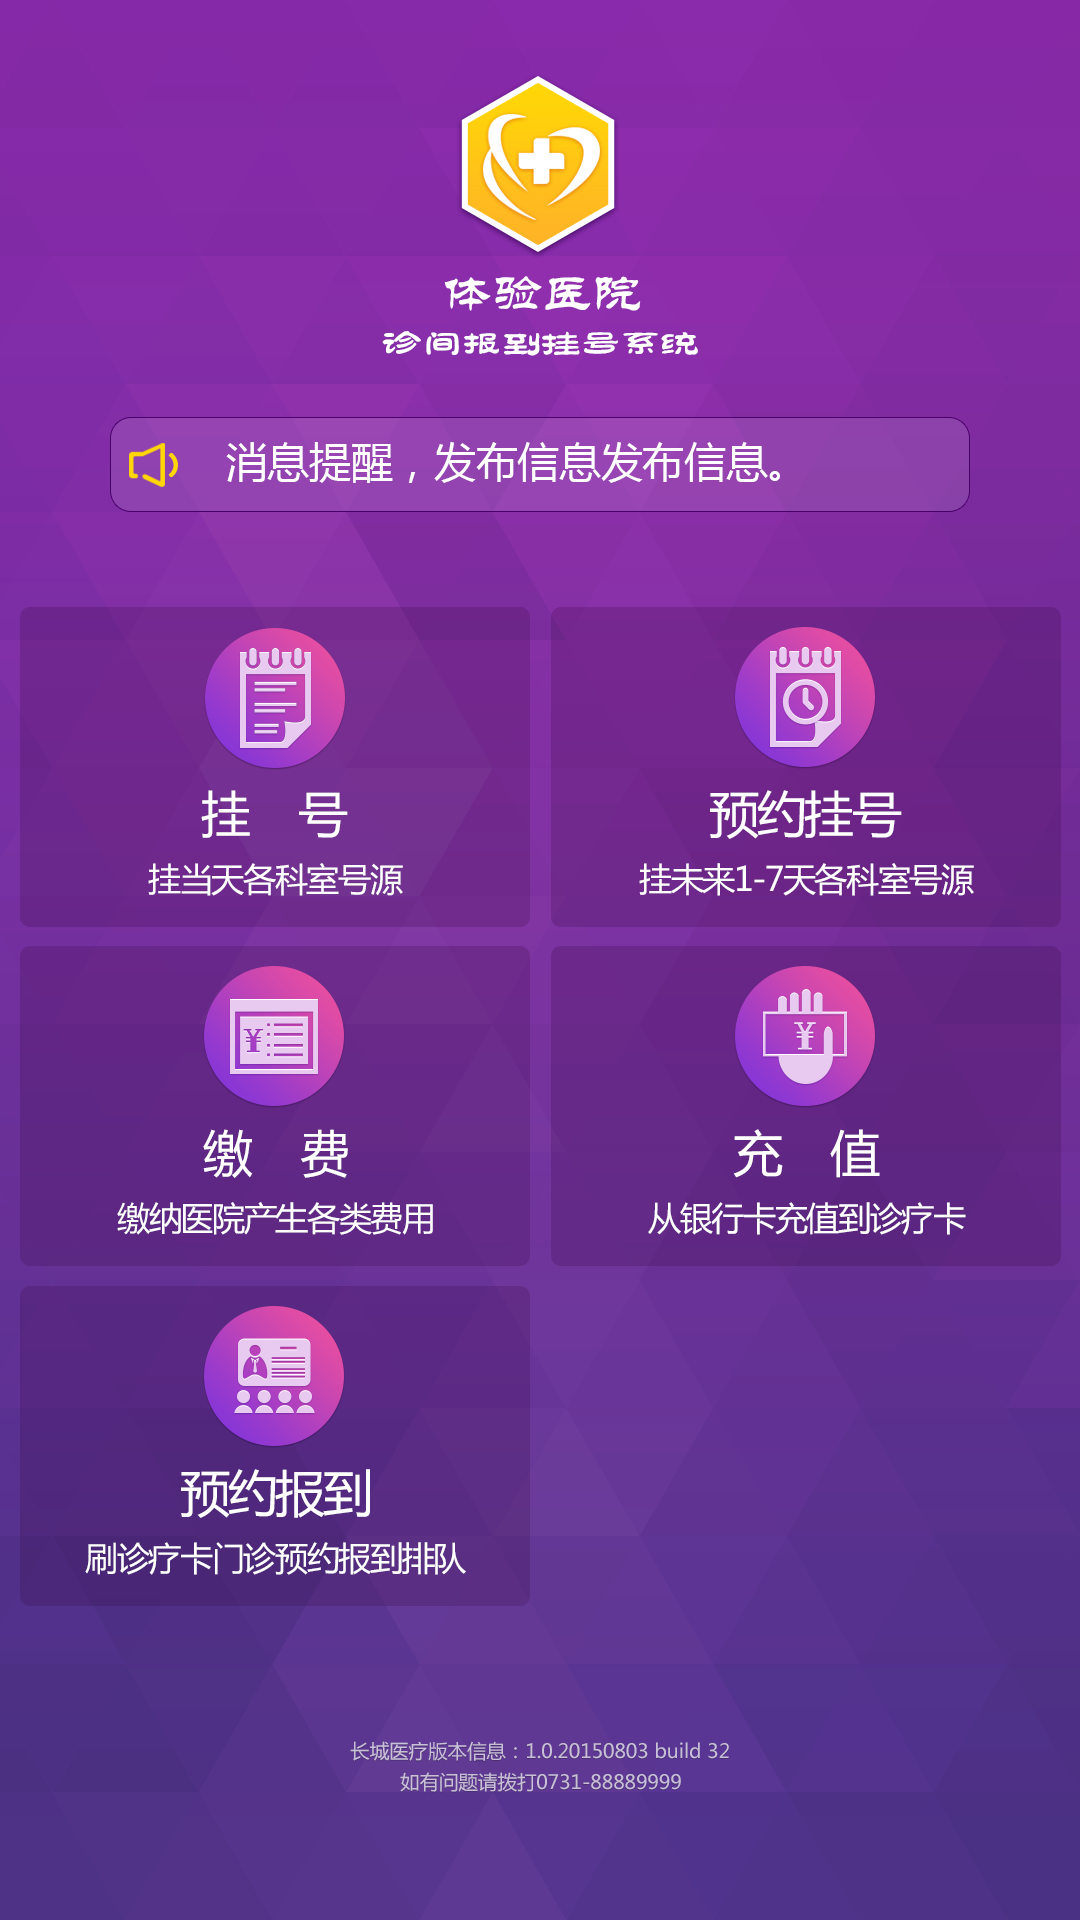 体验医院
诊间报到挂号系统
消息提醒，发布信息发布信息。
挂 号
挂当天各科室号源
预约挂号
挂未来1-7天各科室号源
¥
缴 费
缴纳医院产生各类费用
¥
充 值
从银行卡充值到诊疗卡
预约报到
刷诊疗卡门诊预约报到排队
长城医疗版本信息：1.0.20150803 build 32
如有问题请拨打0731-88889999